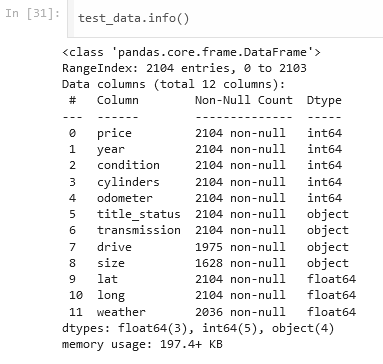 In [31]: test_data.info()
<class 'pandas.core.frame.DataFrame'>
RangeIndex: 2104 entries, 0 to 2103
Data columns (total 12 columns):
 #   Column        Non-Null Count  Dtype
---  ------        --------------  -----
 0   price         2104 non-null   int64
 1   year          2104 non-null   int64
 2   condition     2104 non-null   int64
 3   cylinders     2104 non-null   int64
 4   odometer      2104 non-null   int64
 5   title_status  2104 non-null   object
 6   transmission  2104 non-null   object
 7   drive         1975 non-null   object
 8   size          1628 non-null   object
 9   lat           2104 non-null   float64
 10  long          2104 non-null   float64
 11  weather       2036 non-null   float64
dtypes: float64(3), int64(5), object(4)
memory usage: 197.4+ KB